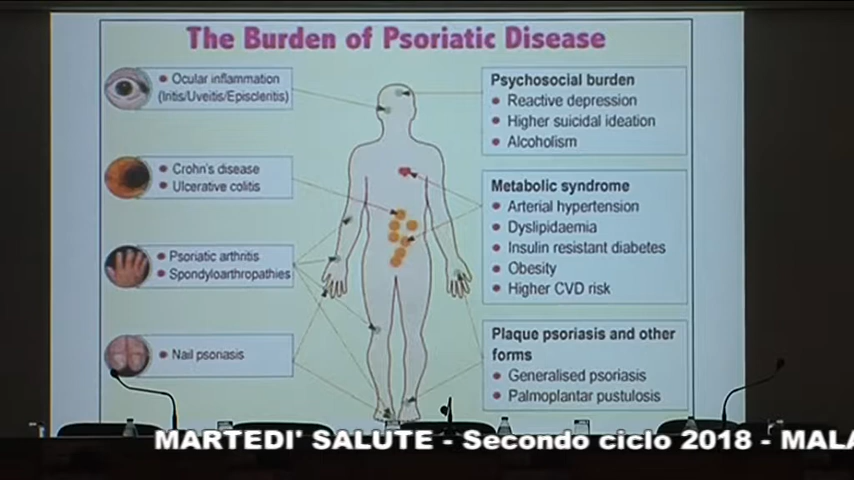 The Burden of Psoriatic Disease
Ocular inflammation
(Iritis/Uveitis/Episcleritis)
Crohn's disease
Ulcerative colitis
Psoriatic arthritis
Spondyloarthropathies
Nail psoriasis
Psychosocial burden
Reactive depression
Higher suicidal ideation
Alcoholism
Metabolic syndrome
Arterial hypertension
Dyslipidaemia
Insulin resistant diabetes
Obesity
Higher CVD risk
Plaque psoriasis and other
forms
Generalised psoriasis
Palmoplantar pustulosis
MARTEDI' SALUTE - Secondo ciclo 2018 - MALA